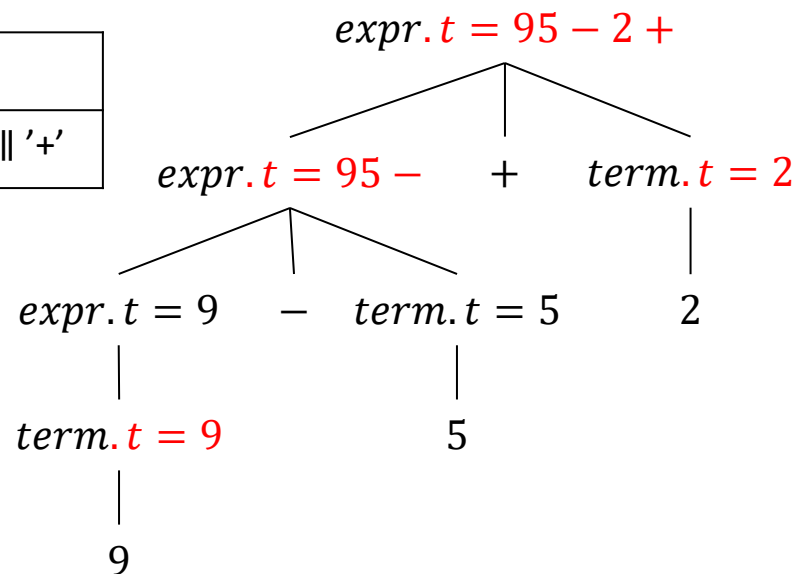 expr.t = 95 − 2 +
‖ ’+’
expr.t = 95 − + term.t = 2
expr.t = 9 − term.t = 5 2
term.t = 9 5
9